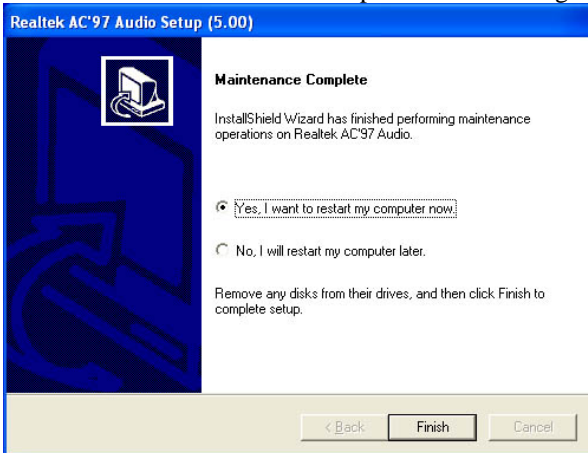 Realtek AC'97 Audio Setup (5.00)
Maintenance Complete
InstallShield Wizard has finished performing maintenance
operations on Realtek AC'97 Audio.
Yes, I want to restart my computer now.
No, I will restart my computer later.
Remove any disks from their drives, and then click Finish to
complete setup.
< Back Finish Cancel